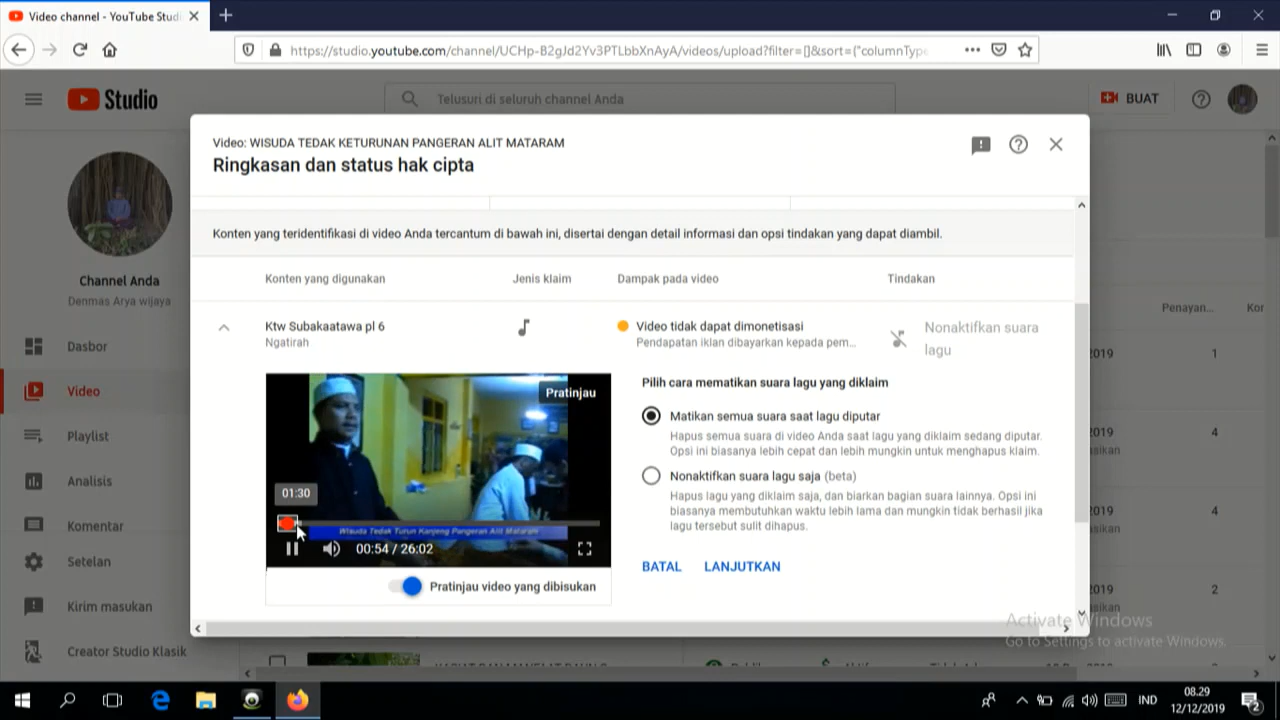 Video channel - YouTube Studi
https://studio.youtube.com/channel/UCHp-B2gJd2Yv3PTLbbXnAyA/videos/upload?filter=[]&sort={"columnType
Studio
Telusuri di seluruh channel Anda
BUAT
Video: WISUDA TEDAK KETURUNAN PANGERAN ALIT MATARAM
Ringkasan dan status hak cipta
Konten yang teridentifikasi di video Anda tercantum di bawah ini, disertai dengan detail informasi dan opsi tindakan yang dapat diambil.
Konten yang digunakan
Jenis klaim
Dampak pada video
Tindakan
Ktw Subakaatawa pl 6
Ngatirah
Video tidak dapat dimonetisasi
Pendapatan iklan dibayarkan kepada pem...
Nonaktifkan suara
lagu
Pratinjau
01:30
Wisuda Tedak Turun Kanjeng Pangeran Alit Mataram
00:54 / 26:02
Pratinjau video yang dibisukan
Pilih cara mematikan suara lagu yang diklaim
Matikan semua suara saat lagu diputar
Hapus semua suara di video Anda saat lagu yang diklaim sedang diputar.
Opsi ini biasanya lebih cepat dan lebih mungkin untuk menghapus klaim.
Nonaktifkan suara lagu saja (beta)
Hapus lagu yang diklaim saja, dan biarkan bagian suara lainnya. Opsi ini
biasanya membutuhkan waktu lebih lama dan mungkin tidak berhasil jika
lagu tersebut sulit dihapus.
BATAL
LANJUTKAN
Channel Anda
Denmas Arya wijaya
Dasbor
Video
Playlist
Analisis
Komentar
Setelan
Kirim masukan
Creator Studio Klasik
Penayan...
Kor
2019
1
2019
4
2019
4
2019
2
Activate Windows
Go to Settings to activate Windows.
IND
08.29
12/12/2019
2